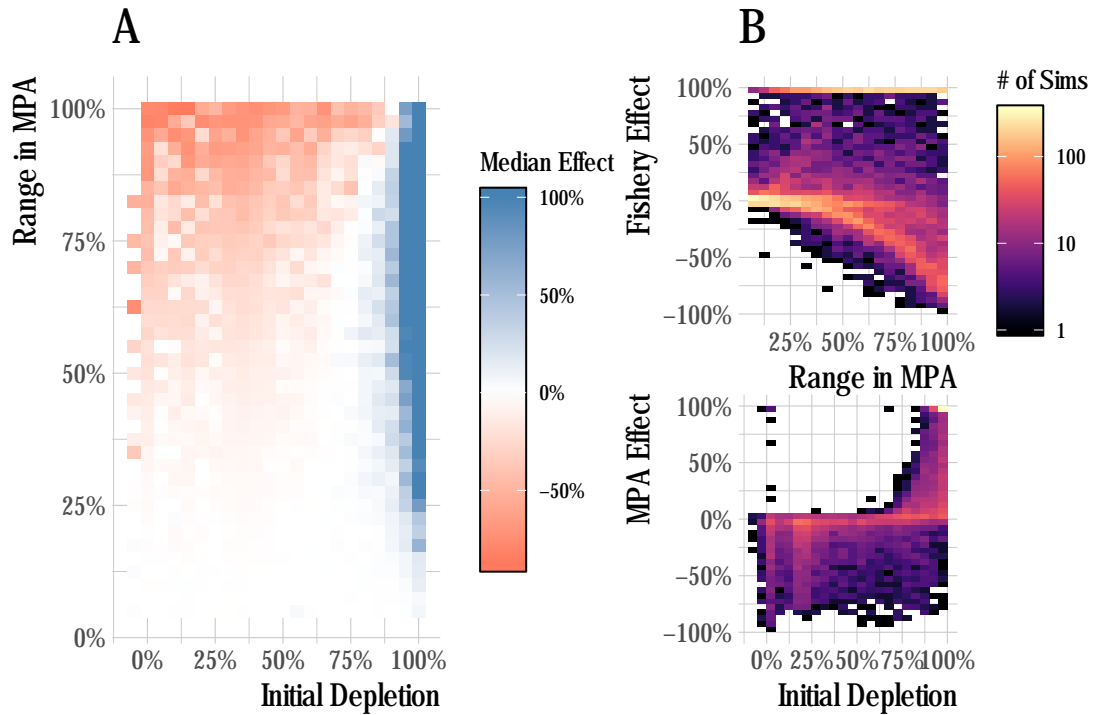 A
Range in MPA
100%
75%
50%
25%
0%
0% 25% 50% 75% 100%
Initial Depletion
Median Effect
100%
50%
0%
−50%
B
Fishery Effect
100%
50%
0%
−50%
−100%
25% 50% 75% 100%
Range in MPA
# of Sims
100
10
1
MPA Effect
100%
50%
0%
−50%
−100%
0% 25% 50% 75% 100%
Initial Depletion